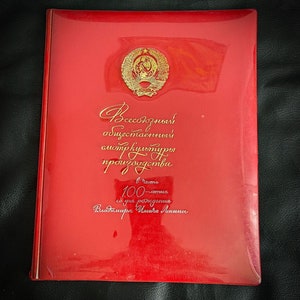 Всесоюзный
общественный
смотр культуры
производства
в честь
100-летия
со дня рождения
Владимира Ильича Ленина